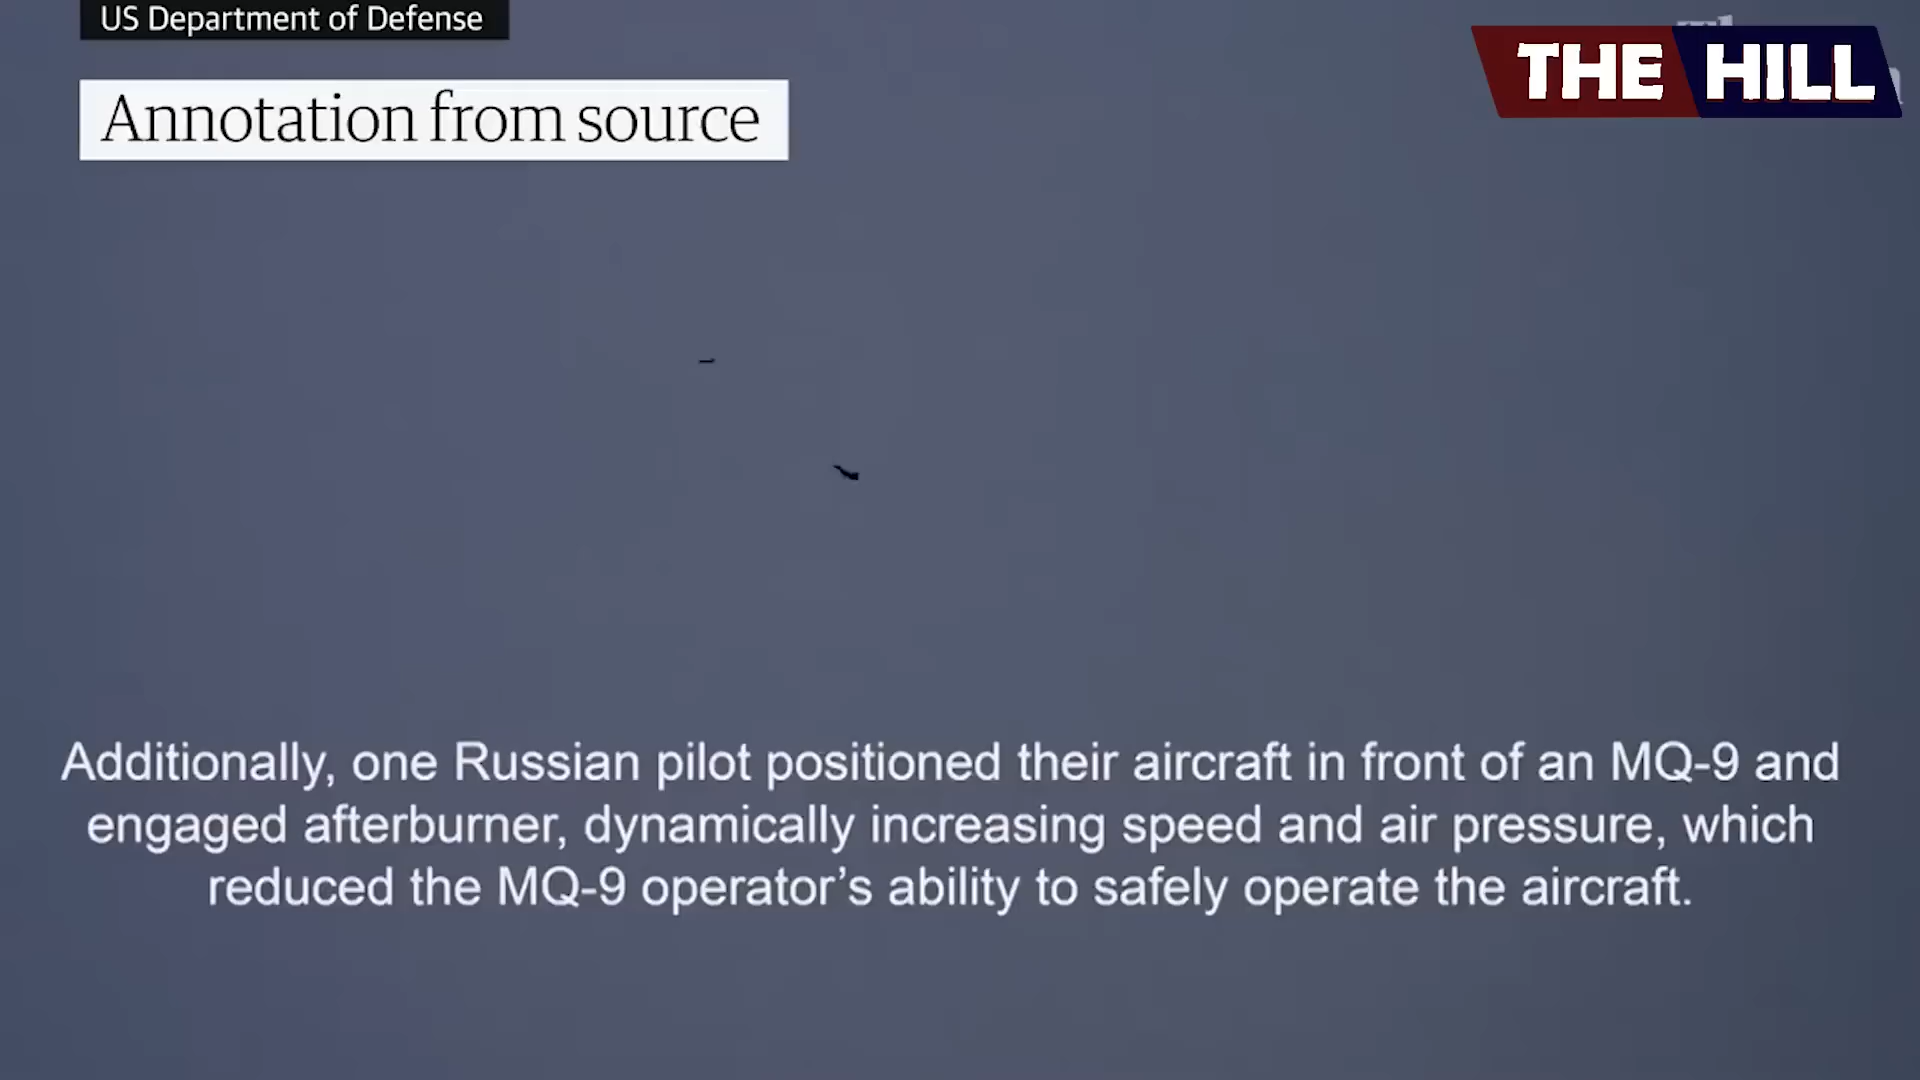 US Department of Defense
THE HILL
Annotation from source
Additionally, one Russian pilot positioned their aircraft in front of an MQ-9 and
engaged afterburner, dynamically increasing speed and air pressure, which
reduced the MQ-9 operator’s ability to safely operate the aircraft.